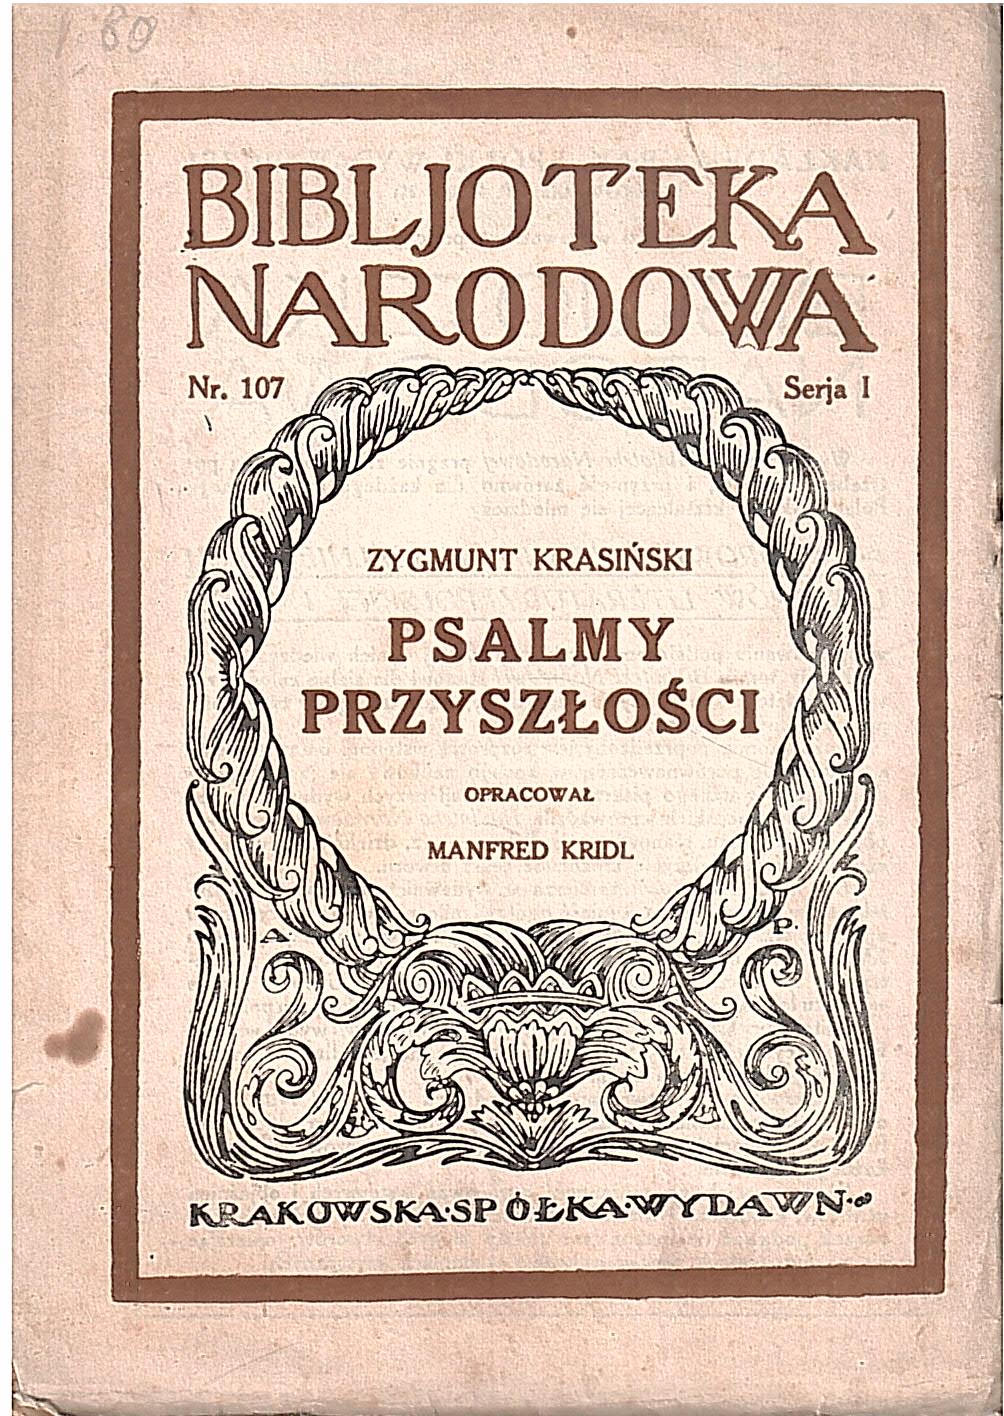 BIBLJOTEKA
NARODOWA
Nr. 107 Serja I
ZYGMUNT KRASIŃSKI
PSALMY
PRZYSZŁOŚCI
OPRACOWAŁ
MANFRED KRIDL
A. P.
KRAKOWSKA·SPÓŁKA·WYDAWN·